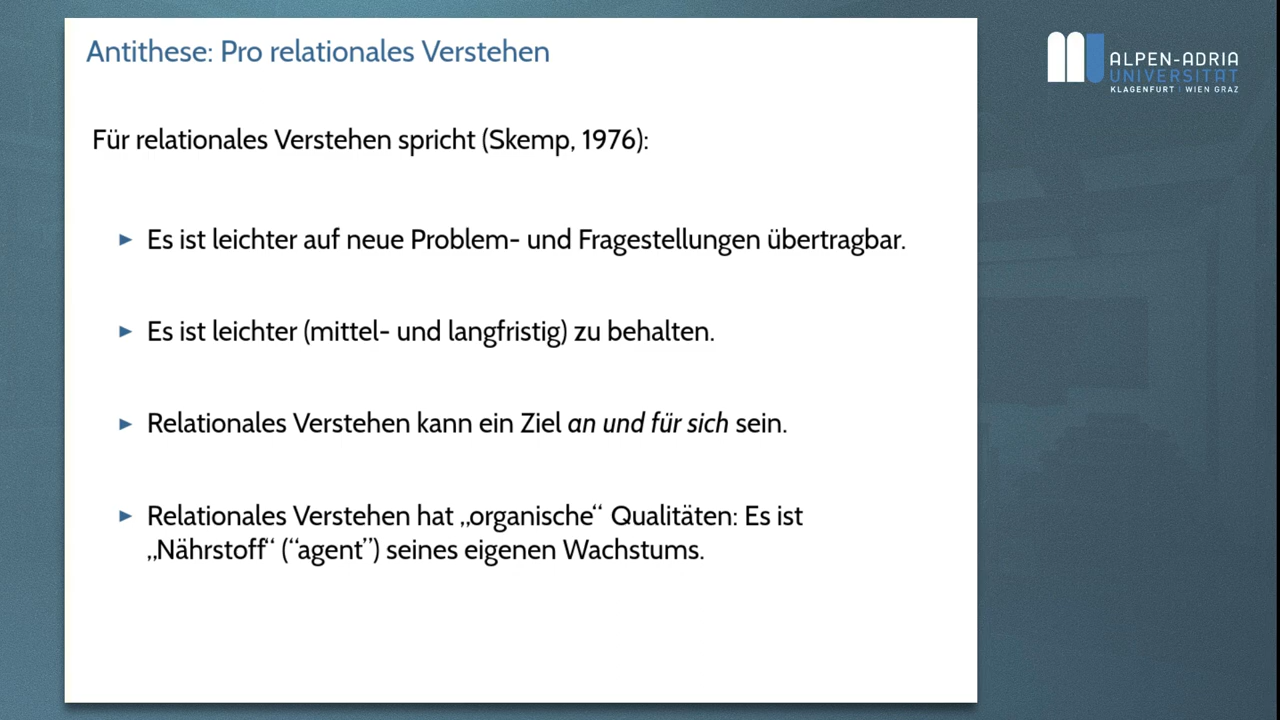 Antithese: Pro relationales Verstehen
Für relationales Verstehen spricht (Skemp, 1976):
► Es ist leichter auf neue Problem- und Fragestellungen übertragbar.
► Es ist leichter (mittel- und langfristig) zu behalten.
► Relationales Verstehen kann ein Ziel an und für sich sein.
► Relationales Verstehen hat „organische“ Qualitäten: Es ist
„Nährstoff“ (“agent”) seines eigenen Wachstums.
ALPEN-ADRIA
UNIVERSITÄT
KLAGENFURT | WIEN GRAZ